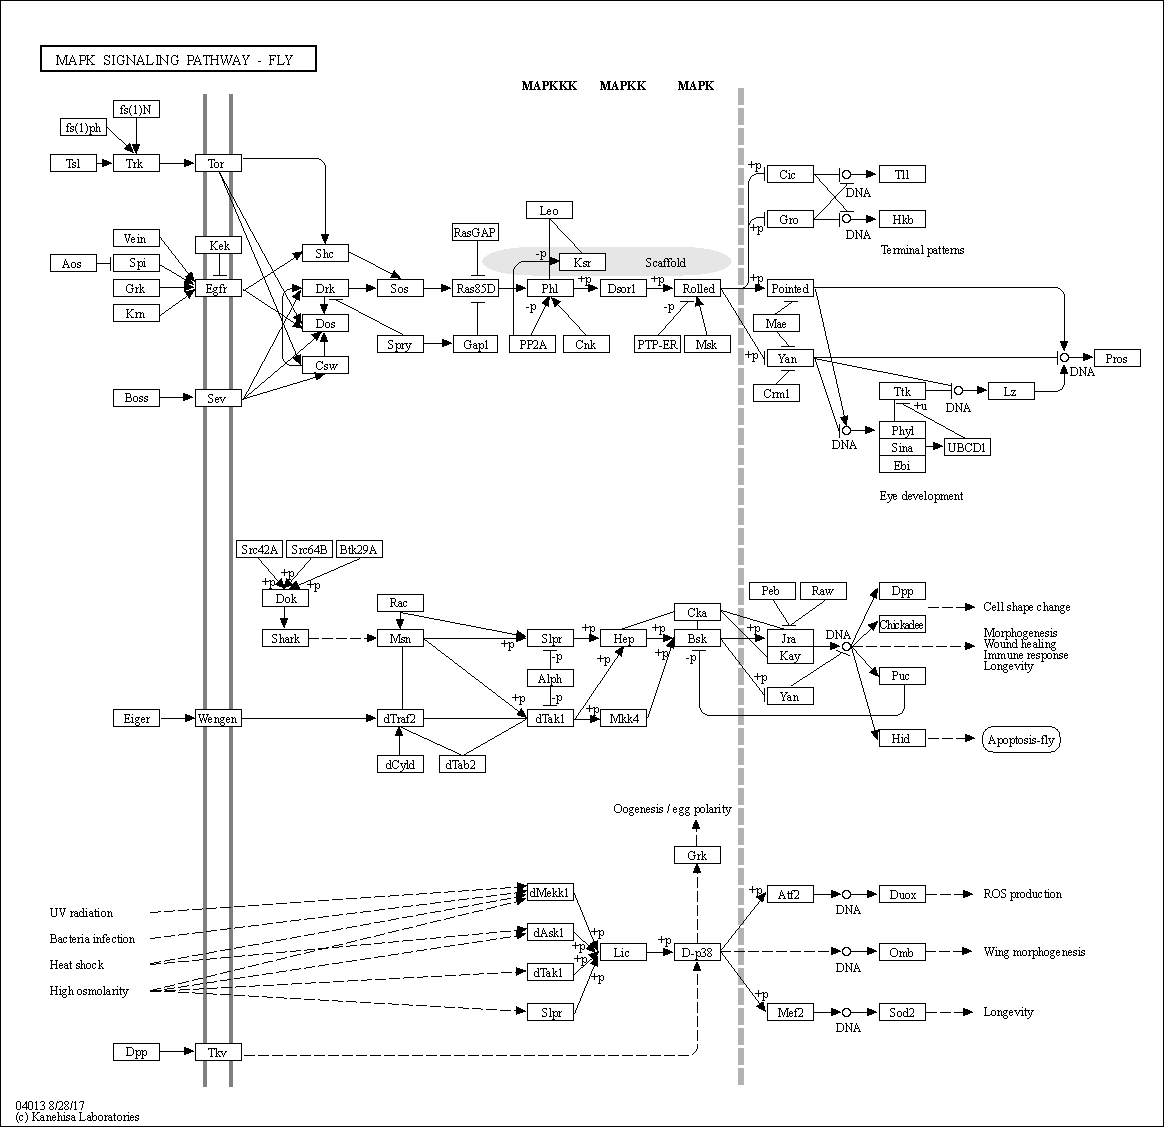 MAPK SIGNALING PATHWAY - FLY
MAPKKK MAPKK MAPK
fs(1)N
fs(1)ph
Tsl Trk Tor
+p Cic Tll
DNA
Leo
Gro Hkb
+p DNA
RasGAP
Vein Kek
Shc
-p Ksr Scaffold
Terminal patterns
Aos Spi
Grk Egfr Drk Sos Ras85D Phl +p Dsor1 +p Rolled +p Pointed
Krn
-p -p
Dos Mae
Spry Gap1 PP2A Cnk PTP-ER Msk
+p Yan Pros
Csw DNA
Boss Sev Crm1 Ttk Lz
+u DNA
Phyl
DNA Sina UBCD1
Ebi
Eye development
Src42A Src64B Btk29A
+p +p +p
Dok Peb Raw Dpp
Rac Cka Cell shape change
Chickadee
Shark Msn +p Slpr +p Hep +p Bsk +p Jra DNA Morphogenesis
Wound healing
-p +p +p -p Kay Immune response
Longevity
Alph +p Puc
+p -p Yan
Eiger Wengen dTraf2 dTak1 +p Mkk4
Hid Apoptosis-fly
dCyld dTab2
Oogenesis / egg polarity
Grk
dMekk1 +p Atf2 Duox ROS production
UV radiation DNA
Bacteria infection dAsk1 +p
+p +p Lic +p D-p38 Omb Wing morphogenesis
Heat shock dTak1 +p DNA
High osmolarity +p
Slpr Mef2 Sod2 Longevity
DNA
Dpp Tkv
04013 8/28/17
(c) Kanehisa Laboratories